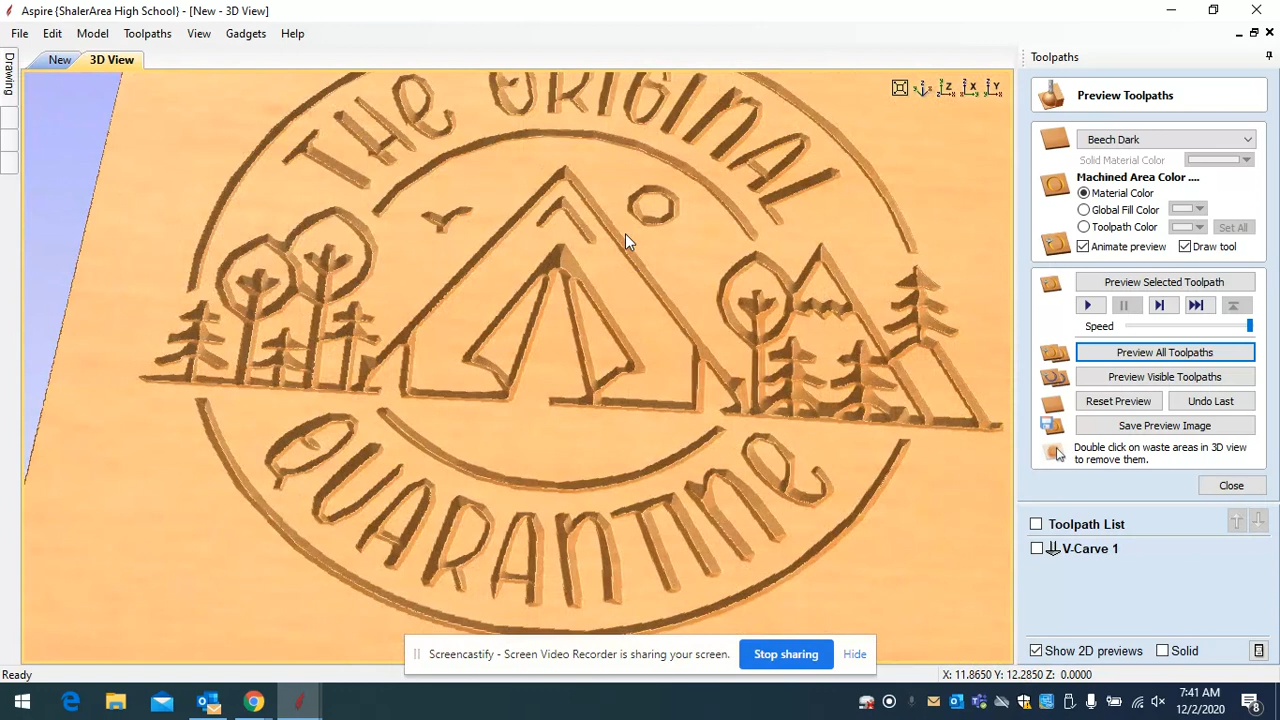 Aspire {ShalerArea High School} - [New - 3D View]
File Edit Model Toolpaths View Gadgets Help
Drawing
New 3D View
THE ORIGINAL
QUARANTINE
Z X Y
Toolpaths
Preview Toolpaths
Beech Dark
Solid Material Color
Machined Area Color ....
Material Color
Global Fill Color
Toolpath Color Set All
Animate preview Draw tool
Preview Selected Toolpath
Speed
Preview All Toolpaths
Preview Visible Toolpaths
Reset Preview Undo Last
Save Preview Image
Double click on waste areas in 3D view
to remove them.
Close
Toolpath List
V-Carve 1
Show 2D previews Solid
Screencastify - Screen Video Recorder is sharing your screen. Stop sharing Hide
Ready X: 11.8650 Y: 12.2850 Z: 0.0000
7:41 AM
12/2/2020
8